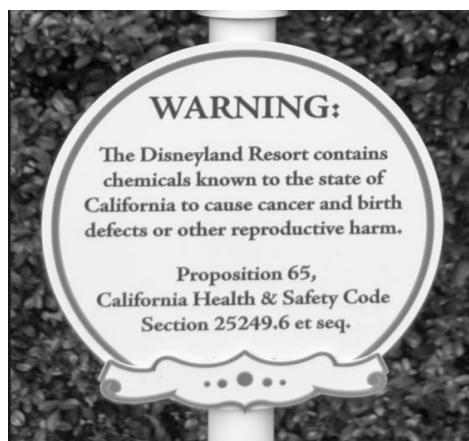 WARNING:
The Disneyland Resort contains
chemicals known to the state of
California to cause cancer and birth
defects or other reproductive harm.
Proposition 65,
California Health & Safety Code
Section 25249.6 et seq.